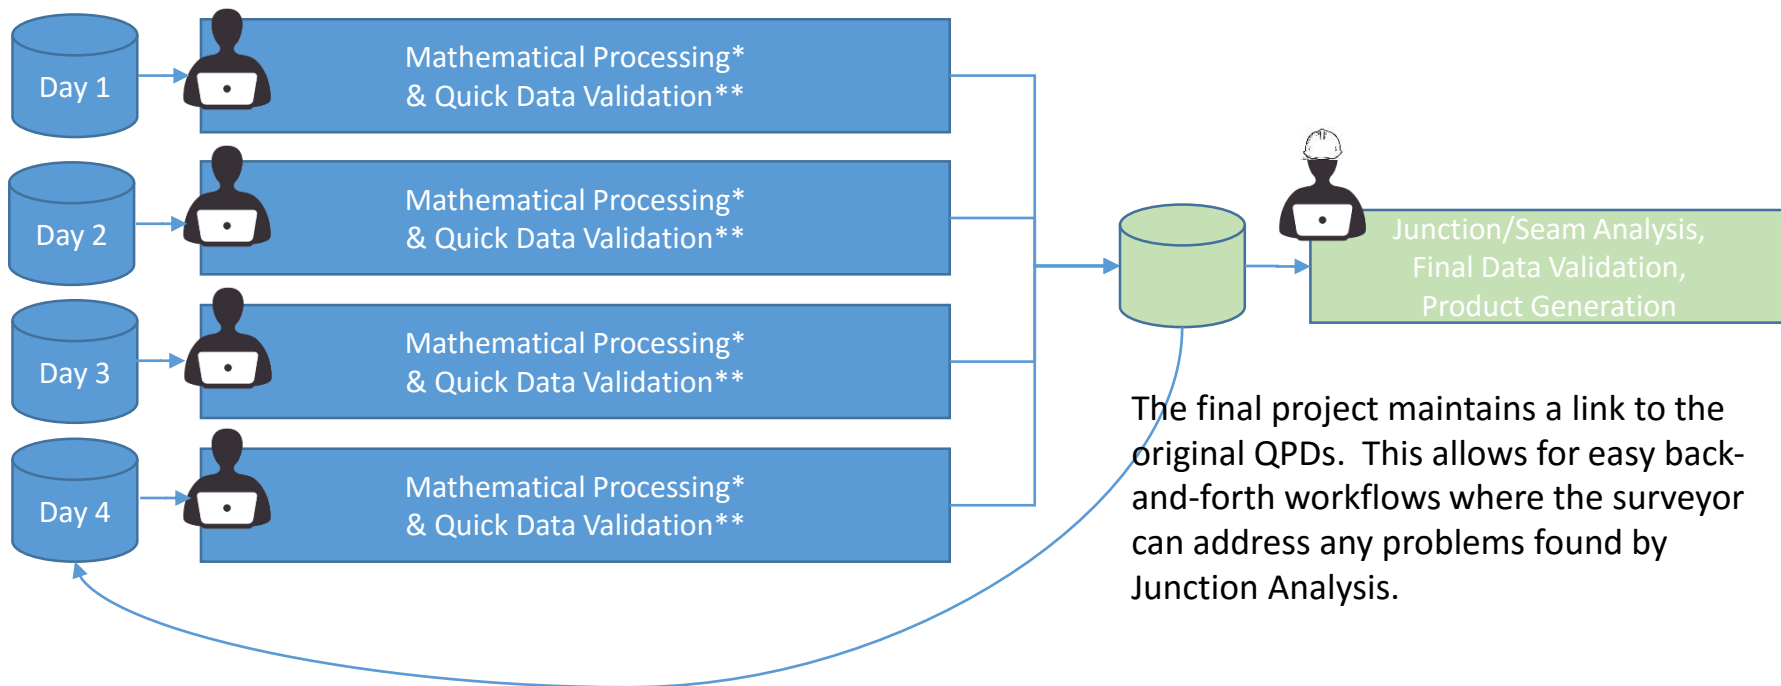 Day 1
Mathematical Processing*
& Quick Data Validation**
Day 2
Mathematical Processing*
& Quick Data Validation**
Day 3
Mathematical Processing*
& Quick Data Validation**
Day 4
Mathematical Processing*
& Quick Data Validation**
Junction/Seam Analysis,
Final Data Validation,
Product Generation
The final project maintains a link to the
original QPDs.  This allows for easy back-
and-forth workflows where the surveyor
can address any problems found by
Junction Analysis.